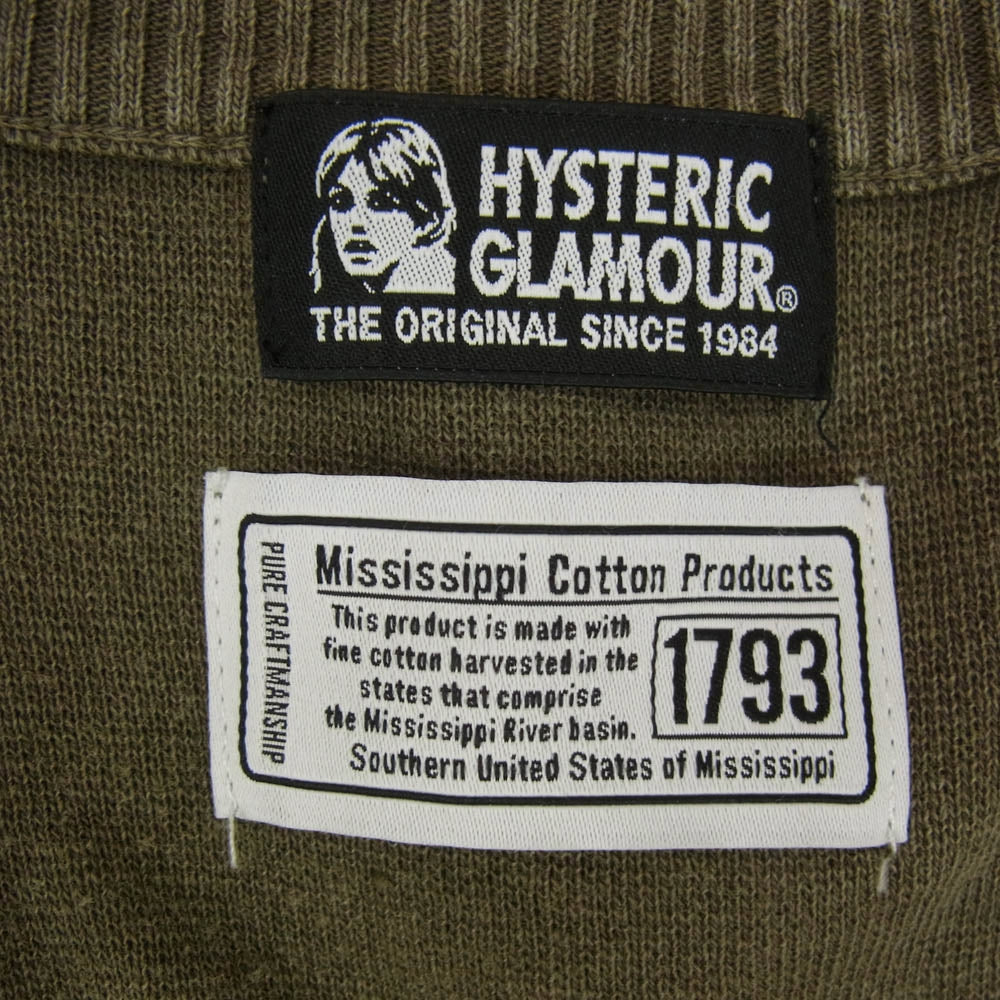 HYSTERIC
GLAMOUR®
THE ORIGINAL SINCE 1984
PURE CRAFTMANSHIP
Mississippi Cotton Products
This product is made with
fine cotton harvested in the
states that comprise
the Mississippi River basin.
1793
Southern United States of Mississippi